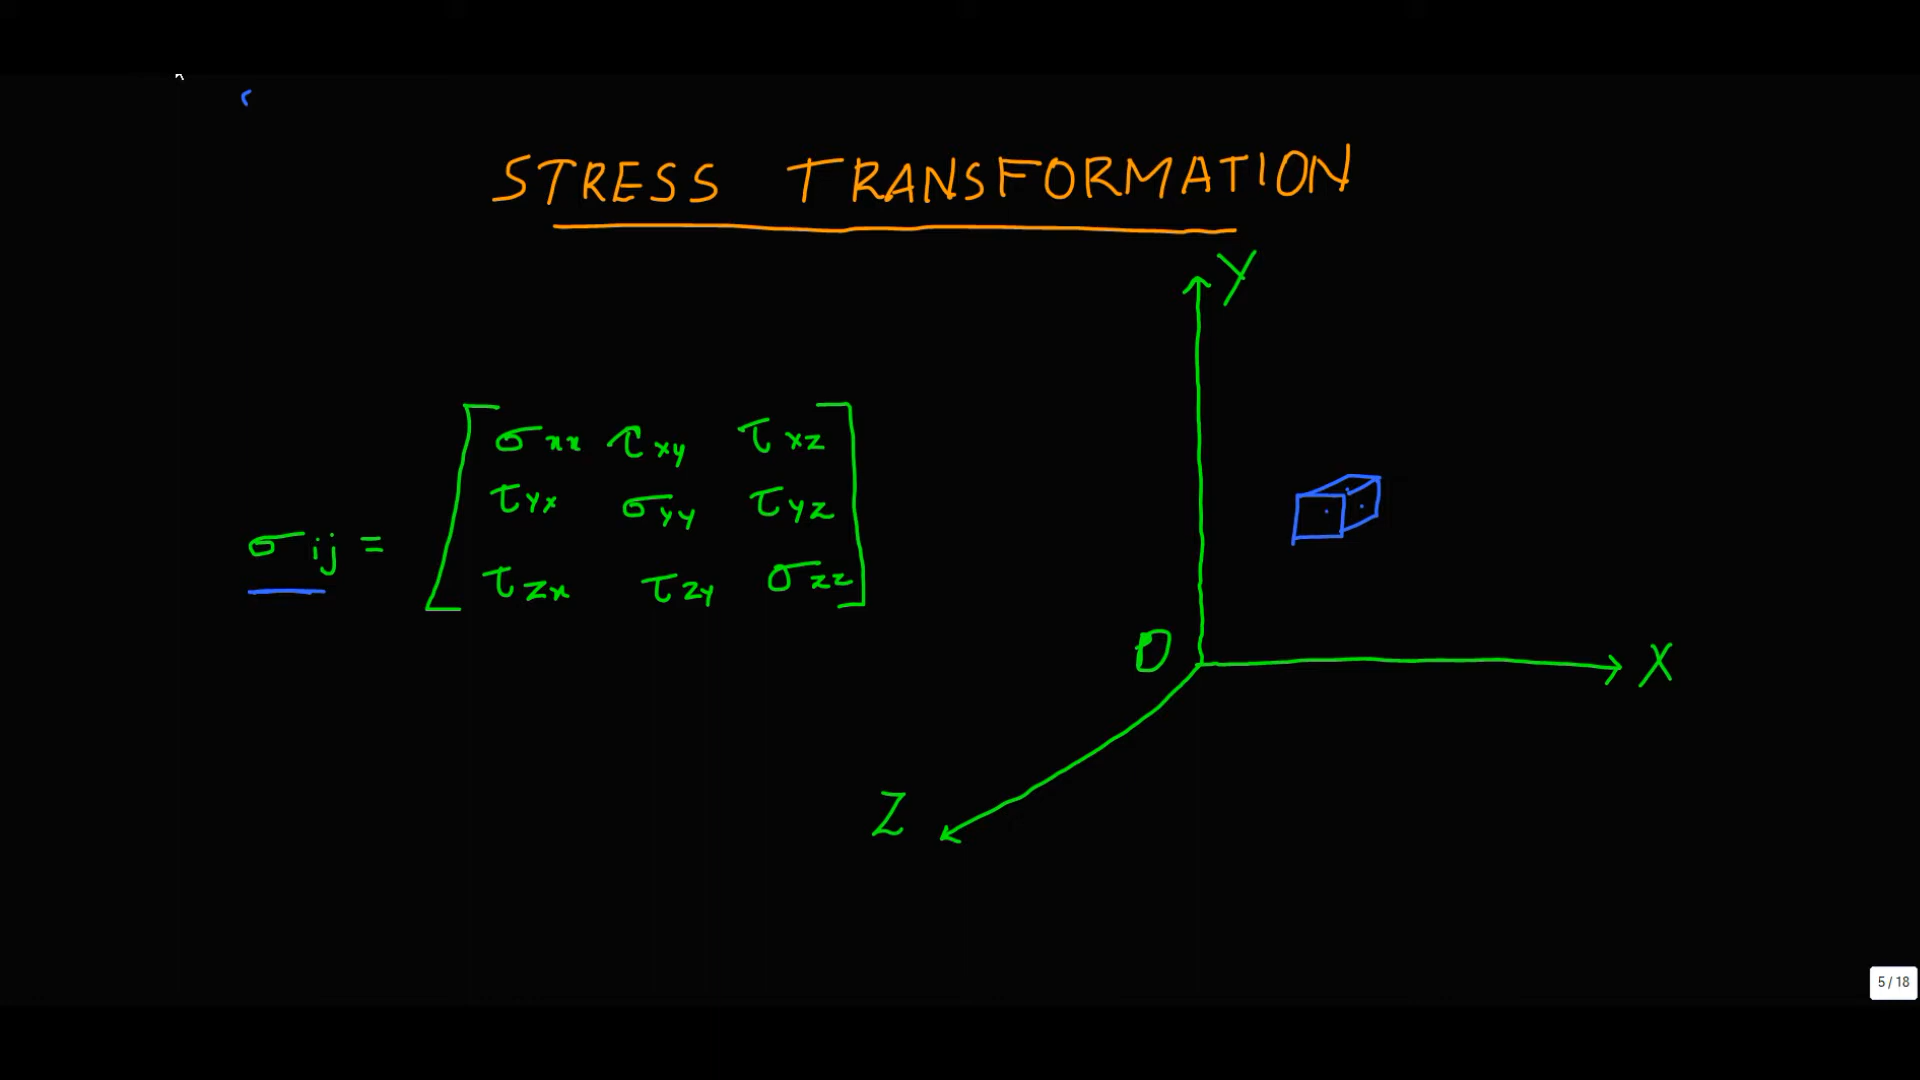 STRESS TRANSFORMATION
Y
σxx τxy τxz
τyx σyy τyz
σij =
τzx τzy σzz
O
X
Z
5 / 18